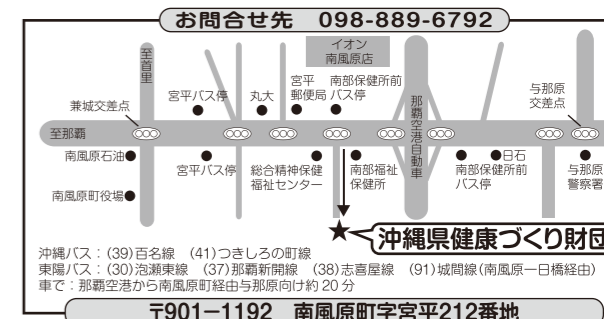 お問合せ先　098-889-6792
イオン
南風原店
至首里
宮平バス停
丸大
宮平
郵便局
南部保健所前
バス停
兼城交差点
那覇空港自動車
与那原
交差点
至那覇
南風原石油
宮平バス停
総合精神保健
福祉センター
南部福祉
保健所
日石
南部保健所前
バス停
与那原
警察署
南風原町役場
★沖縄県健康づくり財団
沖縄バス：(39)百名線　(41)つきしろの町線
東陽バス：(30)泡瀬東線　(37)那覇新開線　(38)志喜屋線　(91)城間線(南風原一日橋経由)
車で：那覇空港から南風原町経由与那原向け約20分
〒901－1192　南風原町字宮平212番地